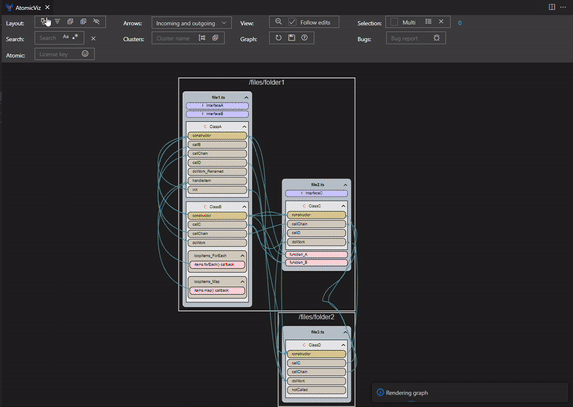 AtomicViz
Layout:
Arrows: Incoming and outgoing
View: Follow edits
Selection: Multi 0
Search: Search Aa
Clusters: Cluster name
Graph:
Bugs: Bug report
Atomic: License key
/files/folder1
file1.ts
InterfaceA
InterfaceB
ClassA
constructor
callB
callChain
callD
doWork_Renamed
handleItem
init
ClassB
constructor
callC
callChain
doWork
loopItems_ForEach
items.forEach() callback
loopItems_Map
items.map() callback
file2.ts
InterfaceC
ClassC
constructor
callChain
callD
doWork
function_A
function_B
/files/folder2
file3.ts
ClassD
constructor
callC
callChain
doWork
notCalled
Rendering graph